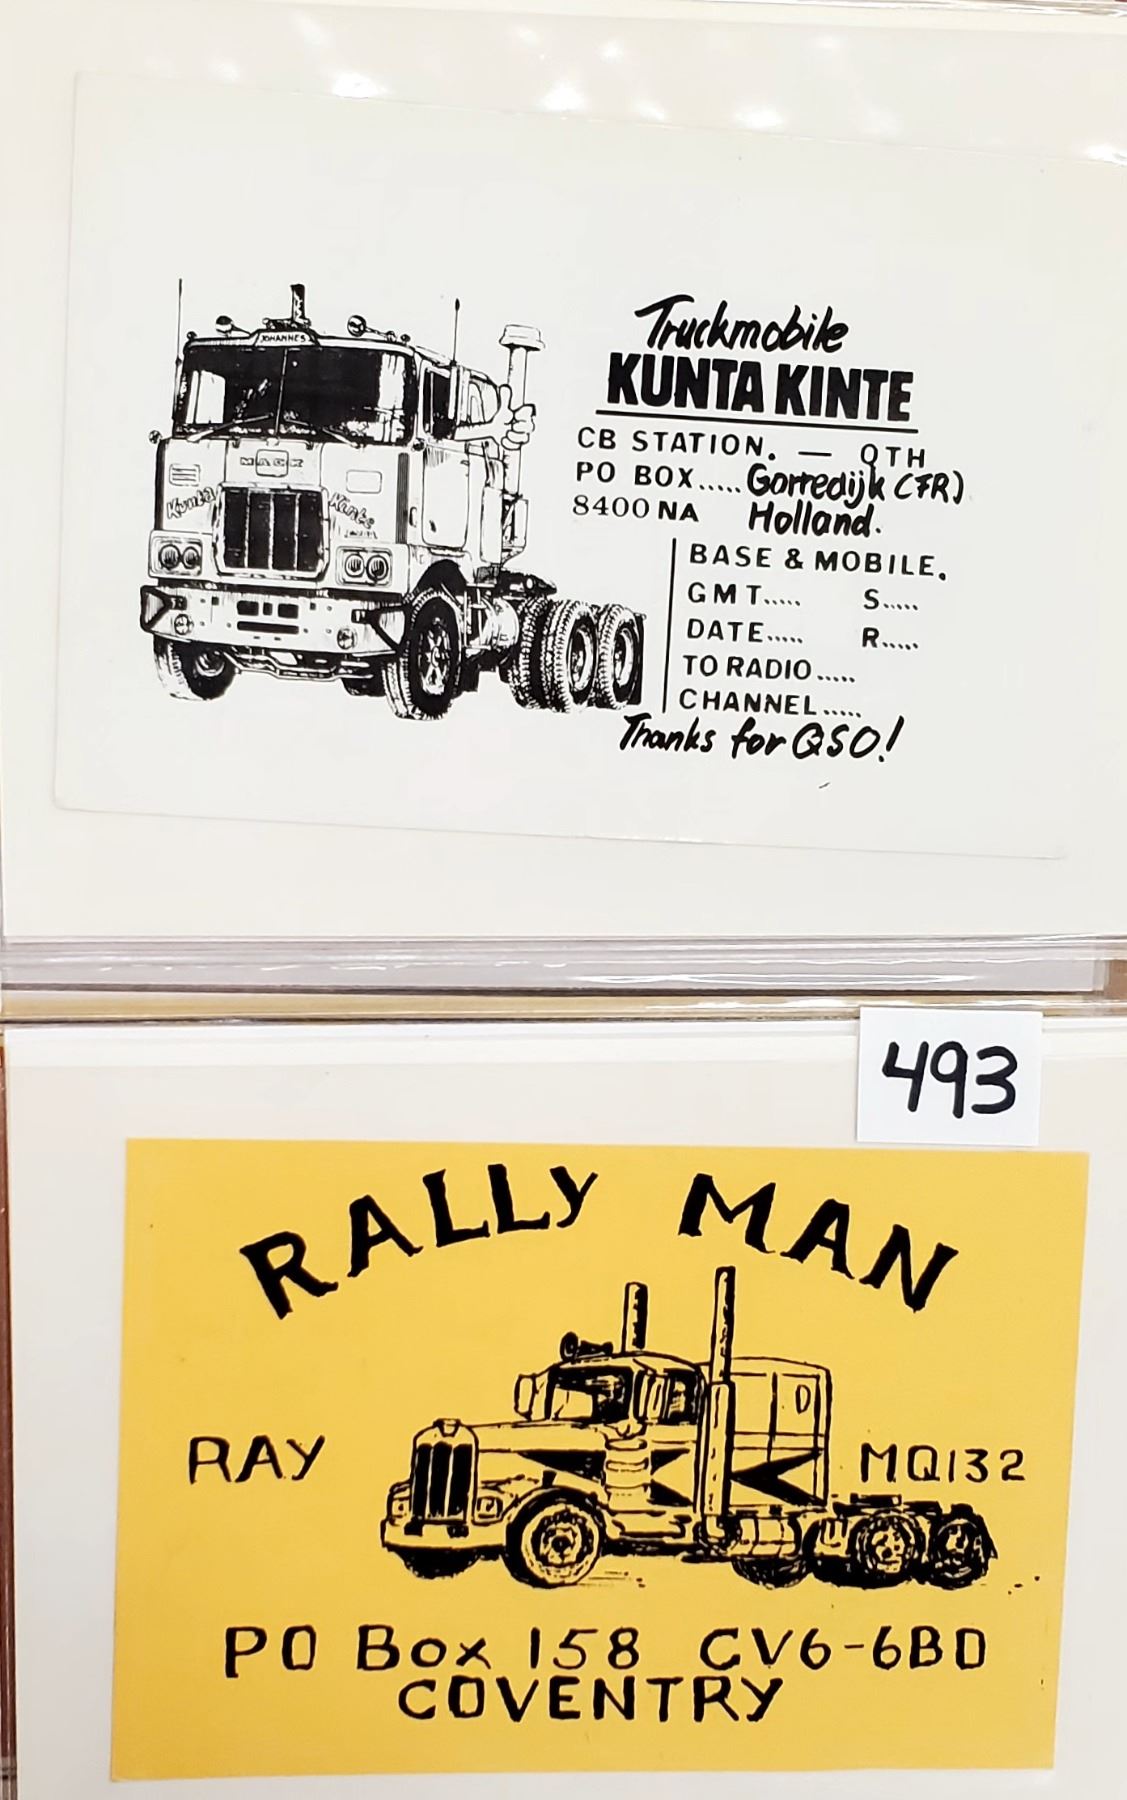 JOHANNES
MACK
Kunta Kinte
Truckmobile
KUNTA KINTE
CB STATION. — QTH
PO BOX..... Gorredijk (FR)
8400 NA Holland.
BASE & MOBILE.
GMT..... S.....
DATE..... R.....
TO RADIO.....
CHANNEL.....
Thanks for QSO!
493
RALLY MAN
RAY
MQ132
PO Box 158 CV6-6BD
COVENTRY